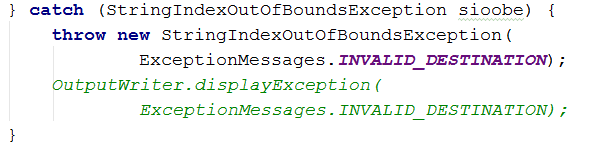 } catch (StringIndexOutOfBoundsException sioobe) {
throw new StringIndexOutOfBoundsException(
ExceptionMessages.INVALID_DESTINATION);
OutputWriter.displayException(
ExceptionMessages.INVALID_DESTINATION);
}